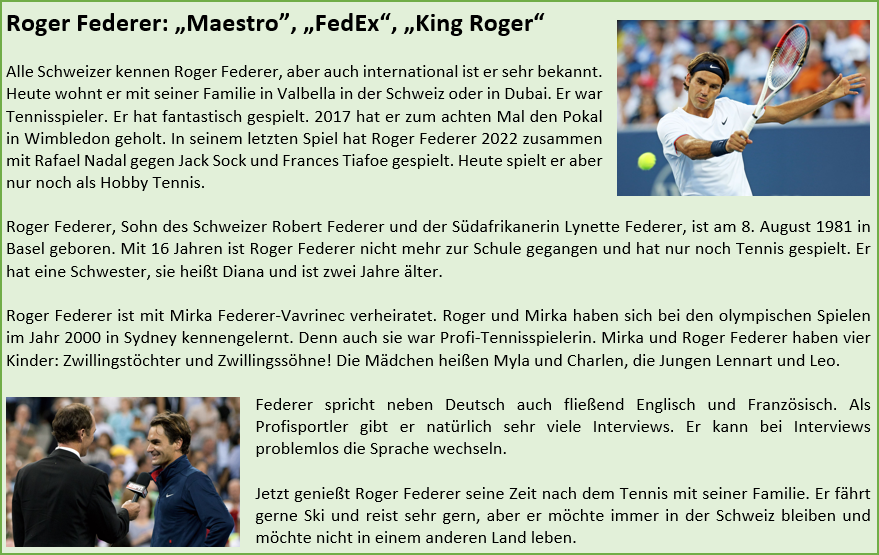 Roger Federer: „Maestro”, „FedEx“, „King Roger“
Alle Schweizer kennen Roger Federer, aber auch international ist er sehr bekannt.
Heute wohnt er mit seiner Familie in Valbella in der Schweiz oder in Dubai. Er war
Tennisspieler. Er hat fantastisch gespielt. 2017 hat er zum achten Mal den Pokal
in Wimbledon geholt. In seinem letzten Spiel hat Roger Federer 2022 zusammen
mit Rafael Nadal gegen Jack Sock und Frances Tiafoe gespielt. Heute spielt er aber
nur noch als Hobby Tennis.
Roger Federer, Sohn des Schweizer Robert Federer und der Südafrikanerin Lynette Federer, ist am 8. August 1981 in
Basel geboren. Mit 16 Jahren ist Roger Federer nicht mehr zur Schule gegangen und hat nur noch Tennis gespielt. Er
hat eine Schwester, sie heißt Diana und ist zwei Jahre älter.
Roger Federer ist mit Mirka Federer-Vavrinec verheiratet. Roger und Mirka haben sich bei den olympischen Spielen
im Jahr 2000 in Sydney kennengelernt. Denn auch sie war Profi-Tennisspielerin. Mirka und Roger Federer haben vier
Kinder: Zwillingstöchter und Zwillingssöhne! Die Mädchen heißen Myla und Charlen, die Jungen Lennart und Leo.
Federer spricht neben Deutsch auch fließend Englisch und Französisch. Als
Profisportler gibt er natürlich sehr viele Interviews. Er kann bei Interviews
problemlos die Sprache wechseln.
Jetzt genießt Roger Federer seine Zeit nach dem Tennis mit seiner Familie. Er fährt
gerne Ski und reist sehr gern, aber er möchte immer in der Schweiz bleiben und
möchte nicht in einem anderen Land leben.